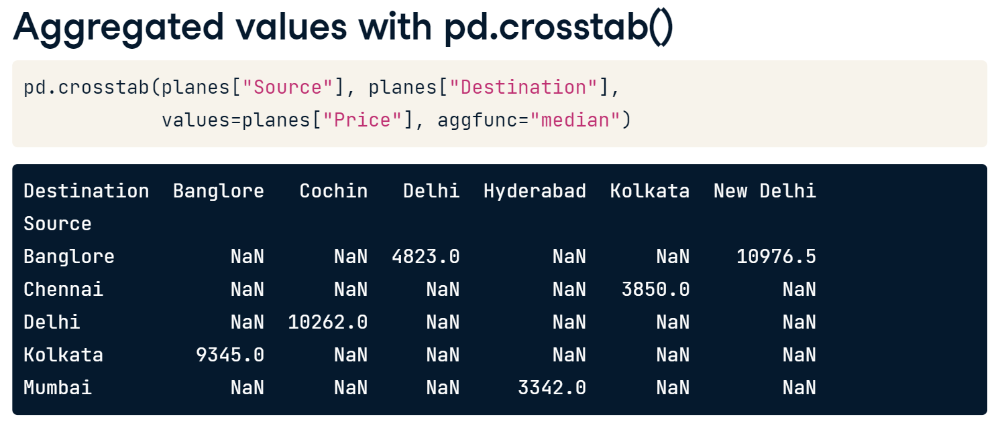 Aggregated values with pd.crosstab()
pd.crosstab(planes["Source"], planes["Destination"],
            values=planes["Price"], aggfunc="median")
Destination  Banglore   Cochin   Delhi  Hyderabad  Kolkata  New Delhi
Source
Banglore          NaN      NaN  4823.0        NaN      NaN    10976.5
Chennai           NaN      NaN     NaN        NaN   3850.0        NaN
Delhi             NaN  10262.0     NaN        NaN      NaN        NaN
Kolkata        9345.0      NaN     NaN        NaN      NaN        NaN
Mumbai            NaN      NaN     NaN     3342.0      NaN        NaN